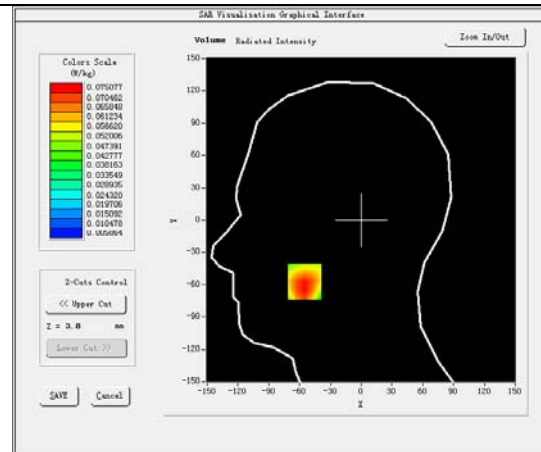 SAR Visualisation Graphical Interface
Volume Radiated Intensity
Zoom In/Out
Colors Scale
(W/kg)
0.075077
0.070462
0.065848
0.061234
0.056620
0.052006
0.047391
0.042777
0.038163
0.033549
0.028935
0.024320
0.019706
0.015092
0.010478
0.005864
Z-Cuts Control
<< Upper Cut
Z = 3.8 mm
Lower Cut >>
SAVE Cancel
150
120
90
60
30
Y 0
-30
-60
-90
-120
-150
-150 -120 -90 -60 -30 0 30 60 90 120 150
X